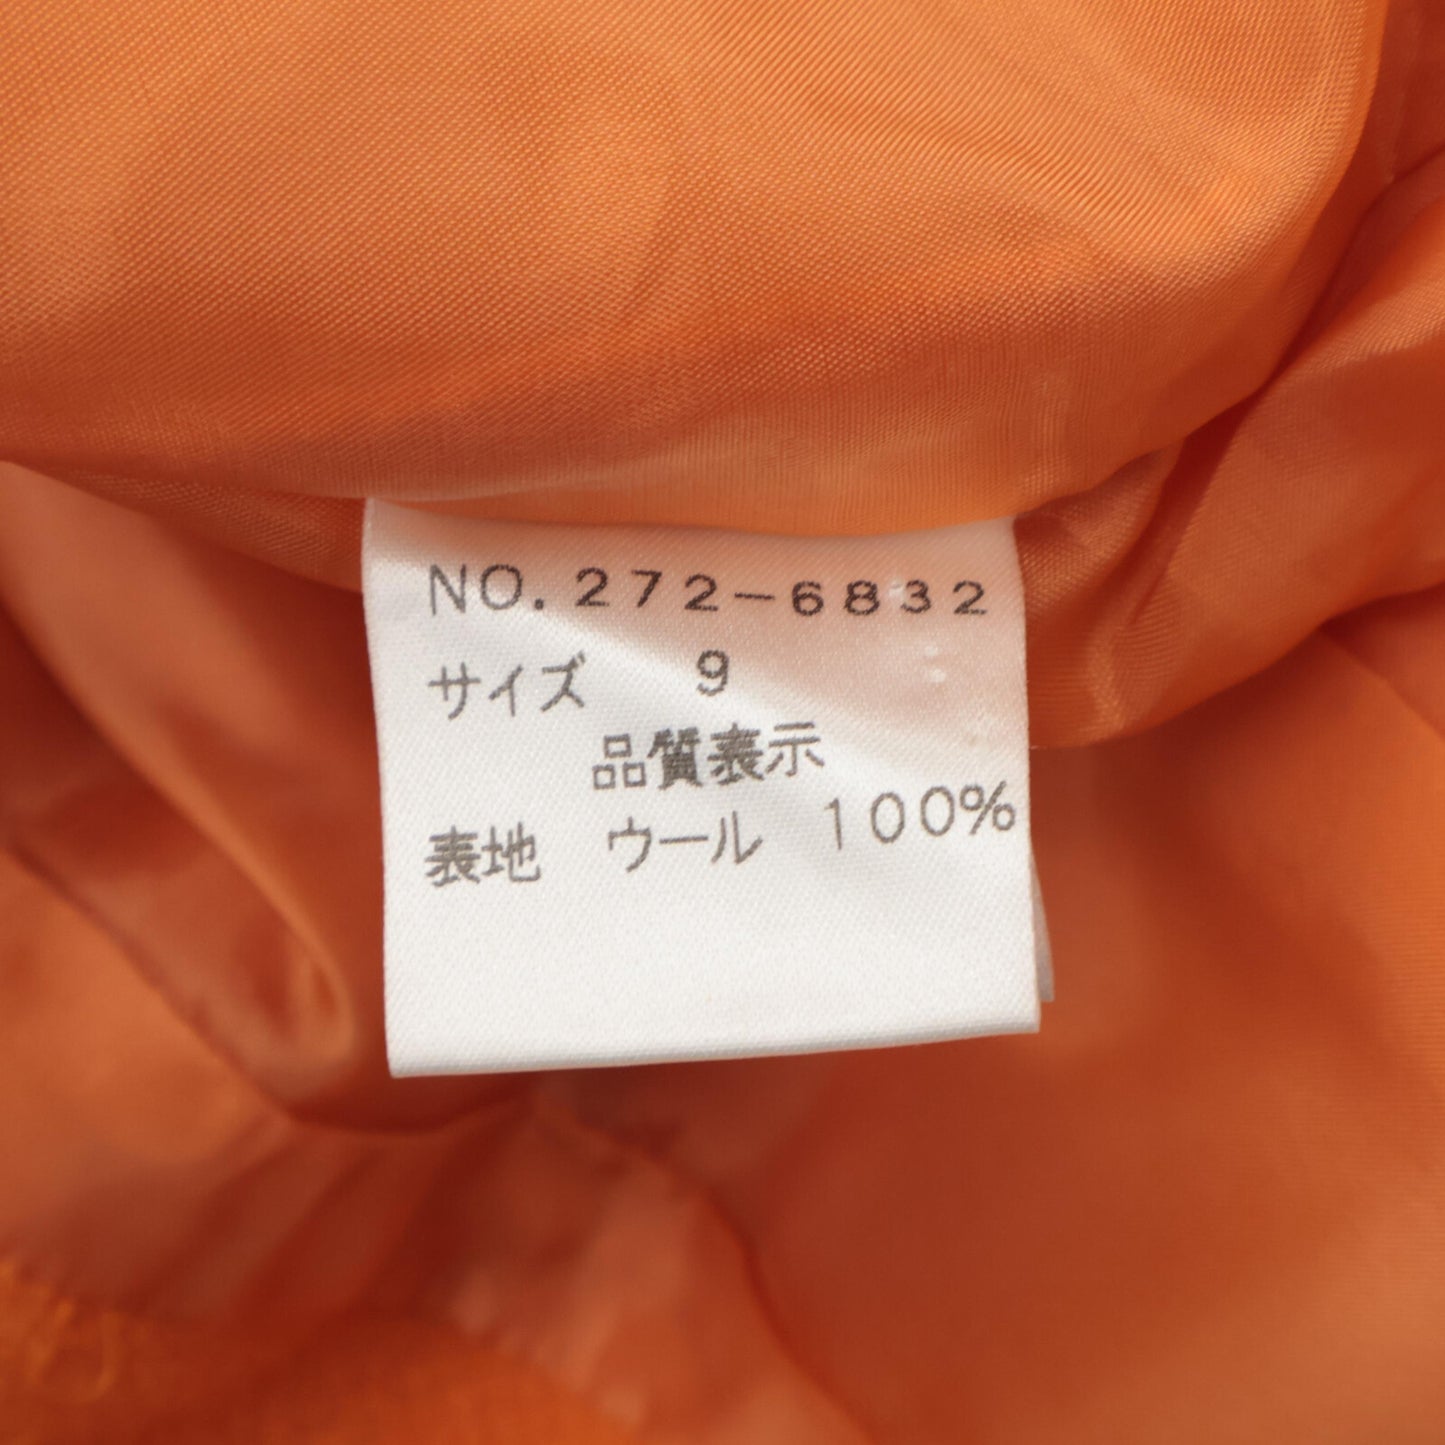 NO. 272-6832
サイズ 9
品質表示
表地 ウール 100%